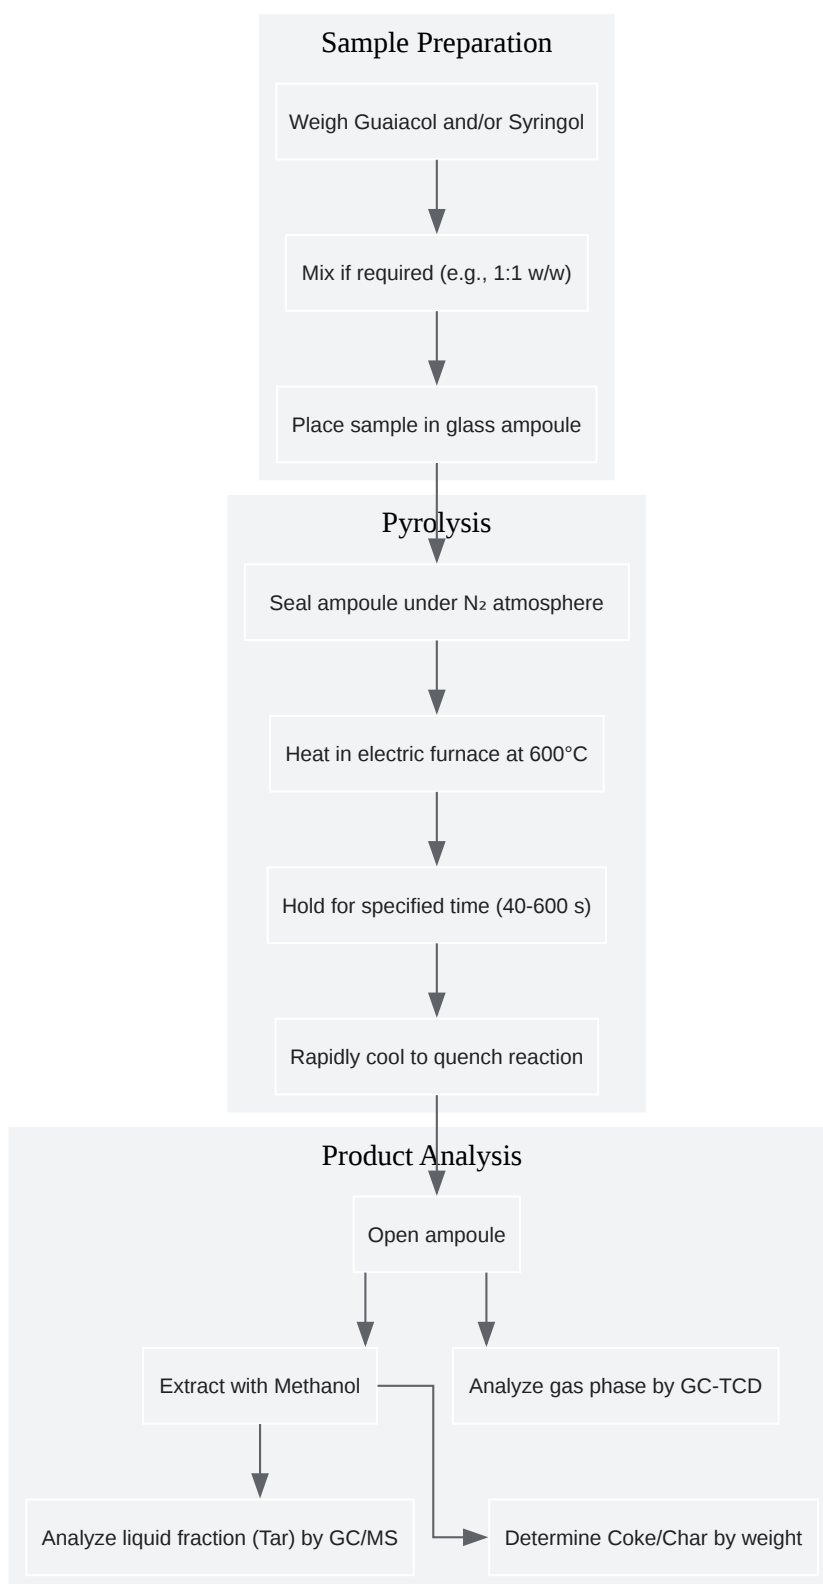 Sample Preparation
Weigh Guaiacol and/or Syringol
Mix if required (e.g., 1:1 w/w)
Place sample in glass ampoule
Pyrolysis
Seal ampoule under N₂ atmosphere
Heat in electric furnace at 600°C
Hold for specified time (40-600 s)
Rapidly cool to quench reaction
Product Analysis
Open ampoule
Extract with Methanol
Analyze gas phase by GC-TCD
Analyze liquid fraction (Tar) by GC/MS
Determine Coke/Char by weight